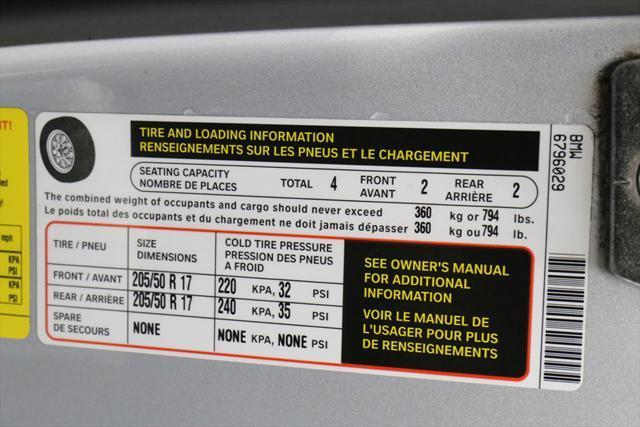 T!
mph
KPA
PSI
KPA
PSI
TIRE AND LOADING INFORMATION
RENSEIGNEMENTS SUR LES PNEUS ET LE CHARGEMENT
SEATING CAPACITY
NOMBRE DE PLACES
TOTAL 4
FRONT
AVANT
2
REAR
ARRIÈRE
2
The combined weight of occupants and cargo should never exceed 360 kg or 794 lbs.
Le poids total des occupants et du chargement ne doit jamais dépasser 360 kg ou 794 lb.
TIRE / PNEU
SIZE
DIMENSIONS
COLD TIRE PRESSURE
PRESSION DES PNEUS
A FROID
FRONT / AVANT 205/50 R 17 220 KPA, 32 PSI
REAR / ARRIÈRE 205/50 R 17 240 KPA, 35 PSI
SPARE
DE SECOURS
NONE NONE KPA, NONE PSI
SEE OWNER'S MANUAL
FOR ADDITIONAL
INFORMATION
VOIR LE MANUEL DE
L'USAGER POUR PLUS
DE RENSEIGNEMENTS
BMW
6796029